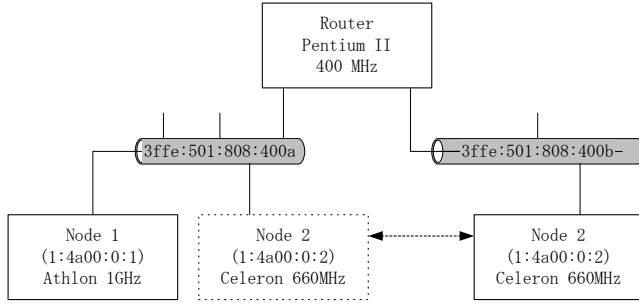 Router
Pentium II
400 MHz
3ffe:501:808:400a
3ffe:501:808:400b
Node 1
(1:4a00:0:1)
Athlon 1GHz
Node 2
(1:4a00:0:2)
Celeron 660MHz
Node 2
(1:4a00:0:2)
Celeron 660MHz